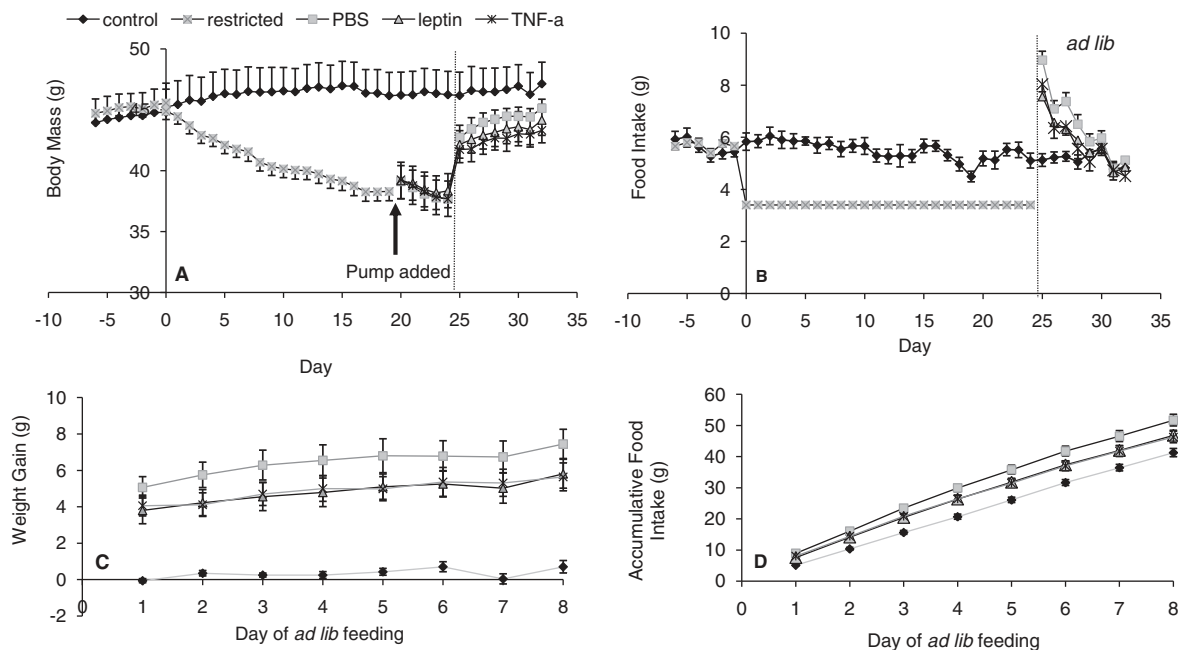 control restricted PBS leptin TNF-a
50
45
40
35
30
Body Mass (g)
A
Pump added
-10 -5 0 5 10 15 20 25 30 35
Day
10
8
6
4
2
0
Food Intake (g)
ad lib
B
-10 -5 0 5 10 15 20 25 30 35
Day
10
8
6
4
2
0
-2
Weight Gain (g)
C
0 1 2 3 4 5 6 7 8
Day of ad lib feeding
60
50
40
30
20
10
0
Accumulative Food
Intake (g)
D
0 1 2 3 4 5 6 7 8
Day of ad lib feeding